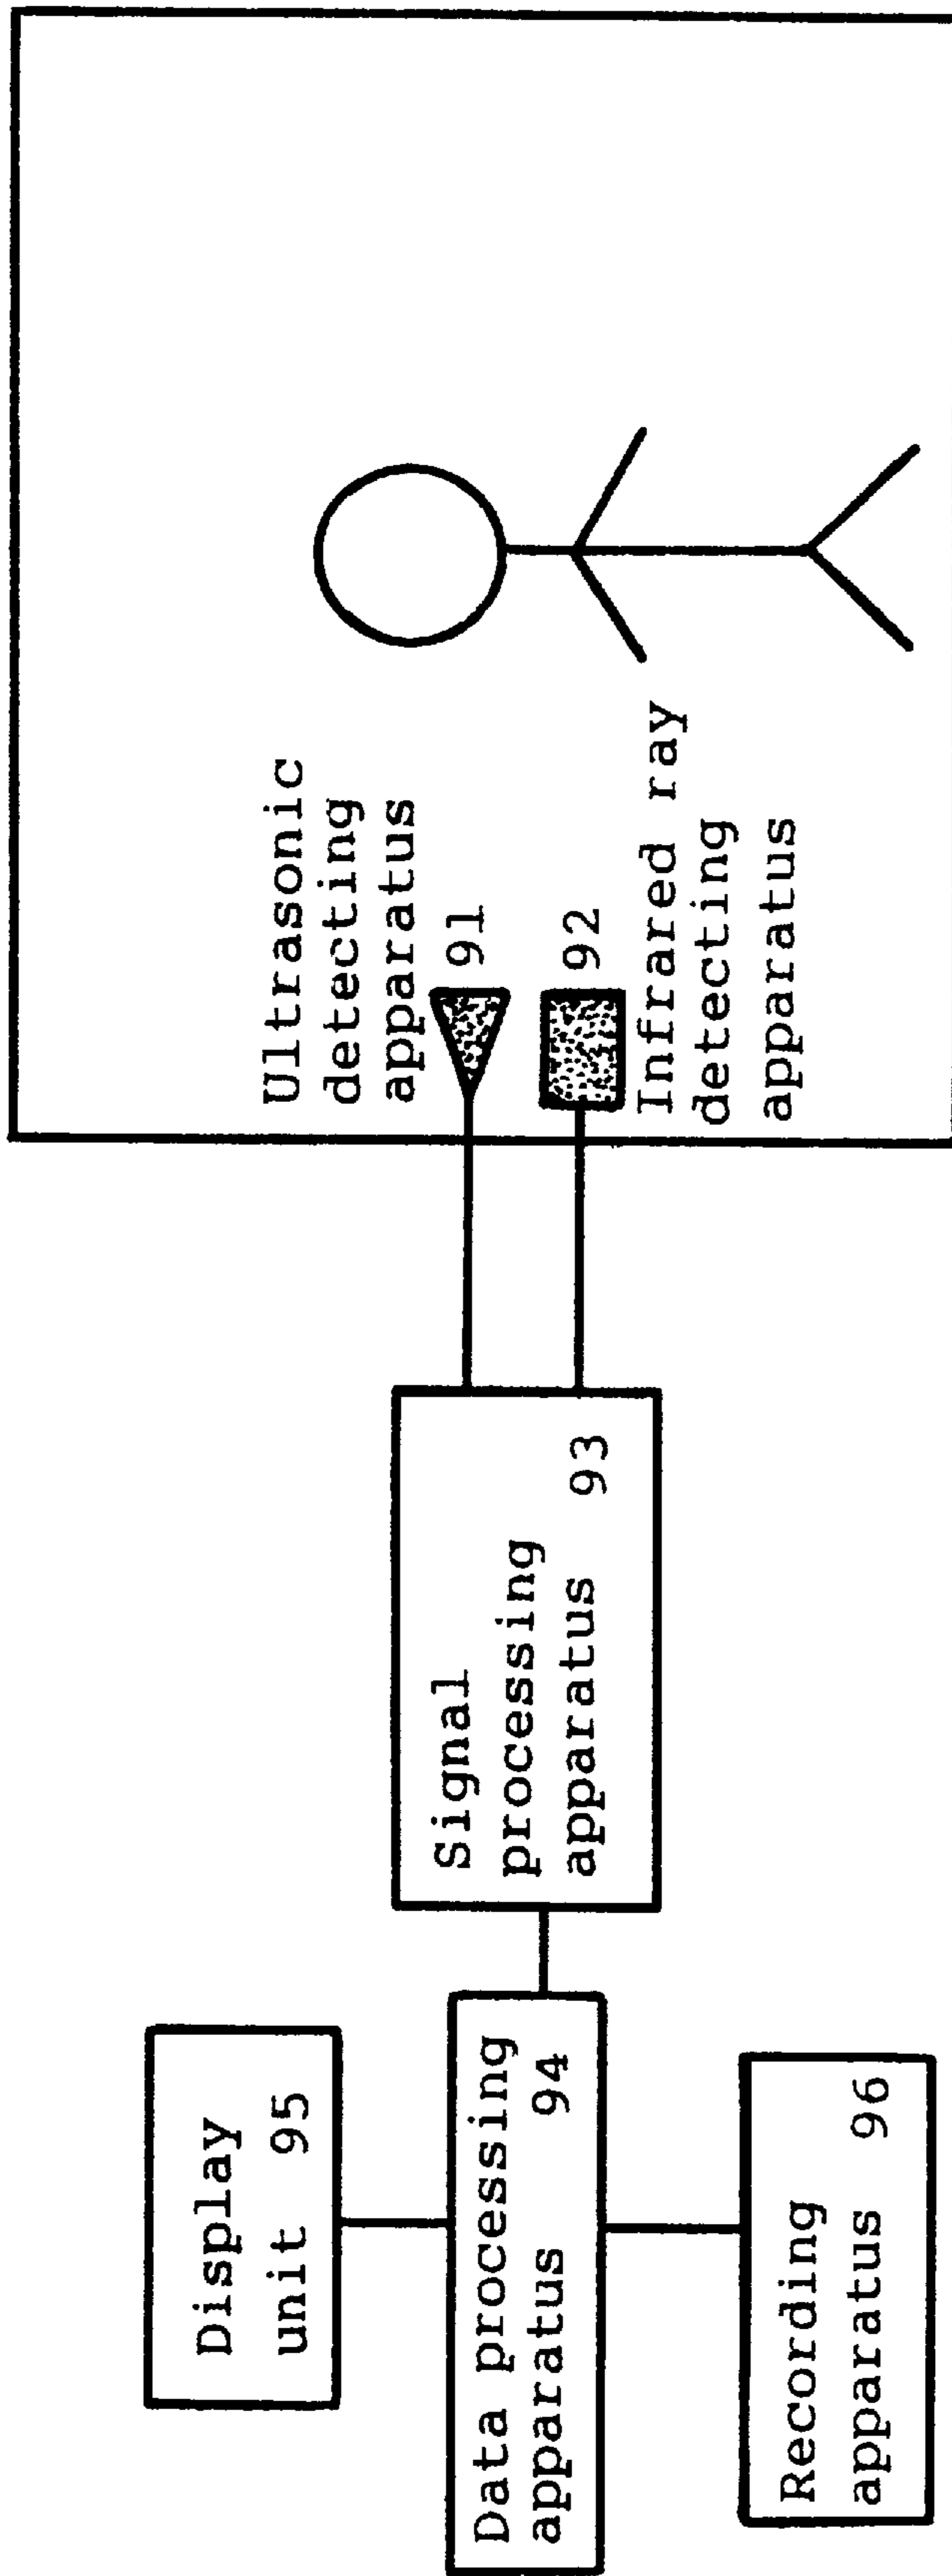 Display
unit 95
Data processing
apparatus 94
Recording
apparatus 96
Signal
processing
apparatus 93
Ultrasonic
detecting
apparatus
91
92
Infrared ray
detecting
apparatus